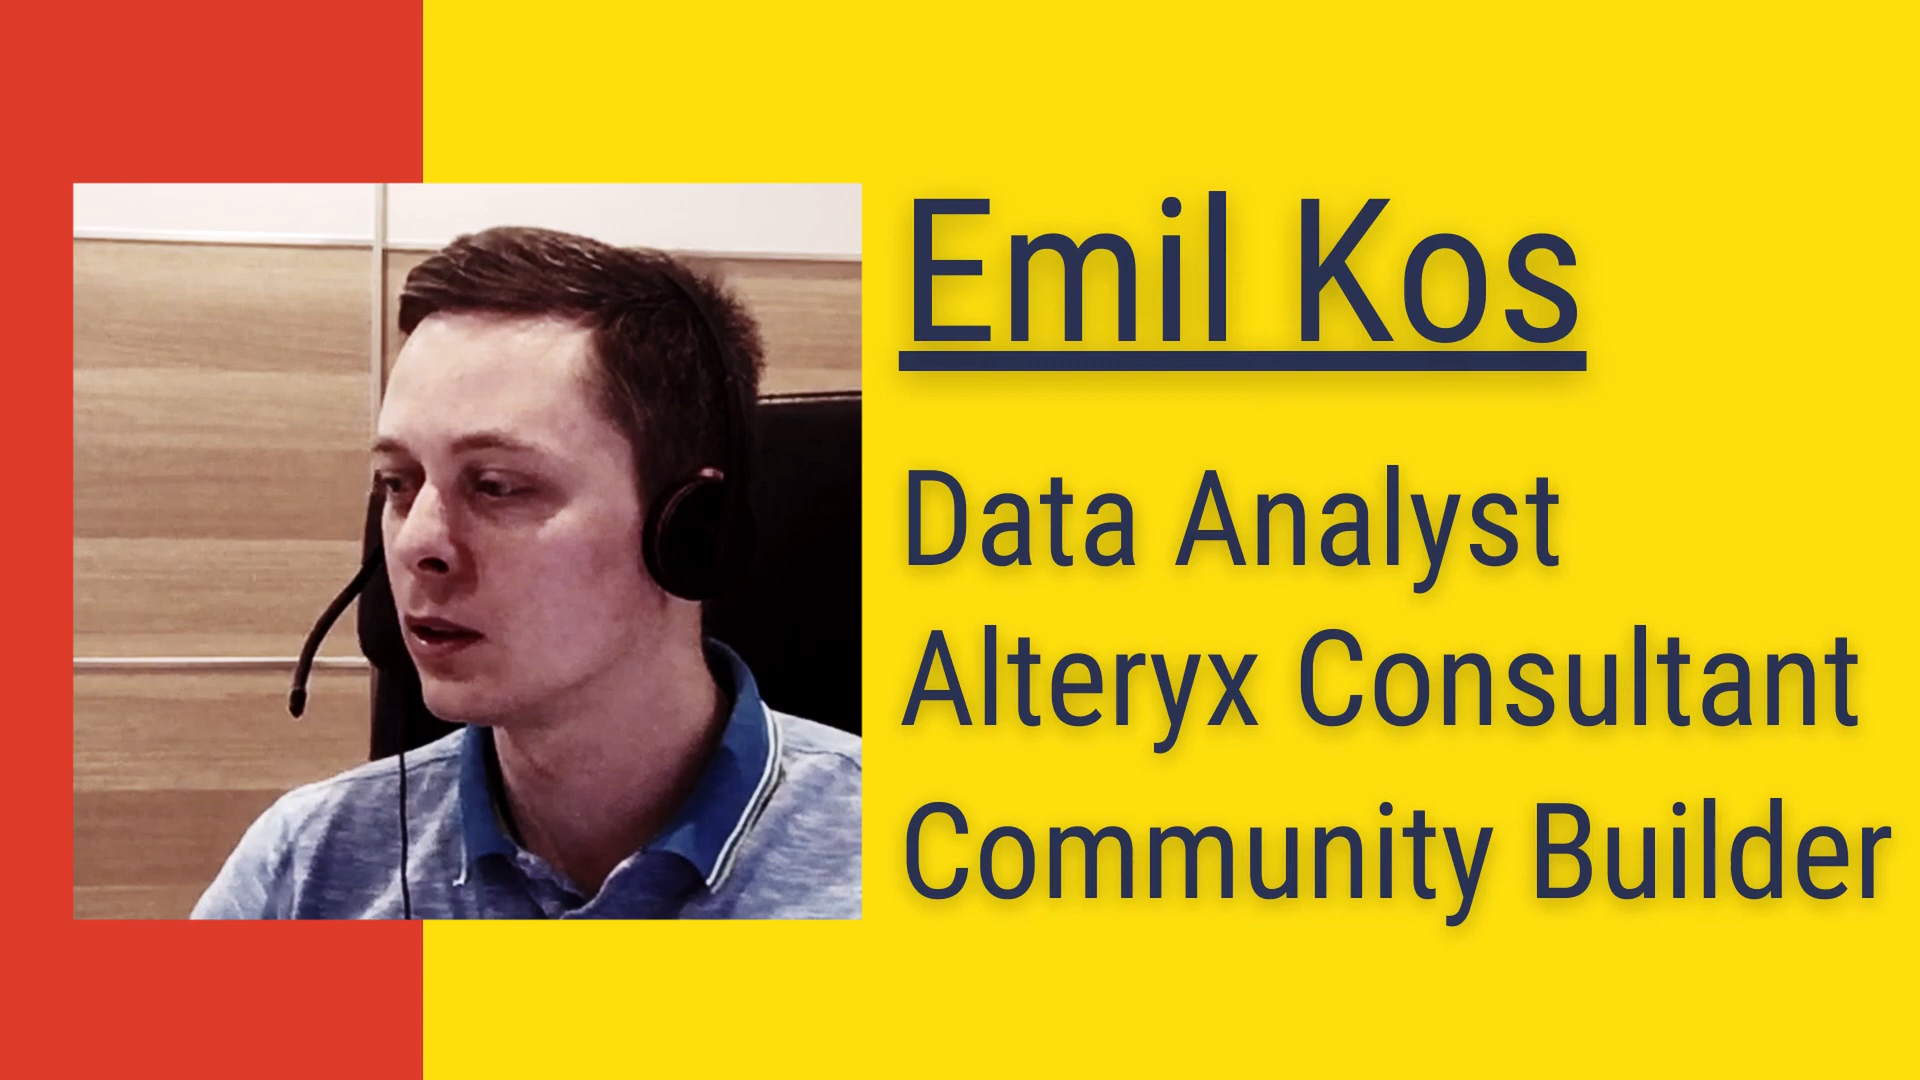 Emil Kos
Data Analyst
Alteryx Consultant
Community Builder